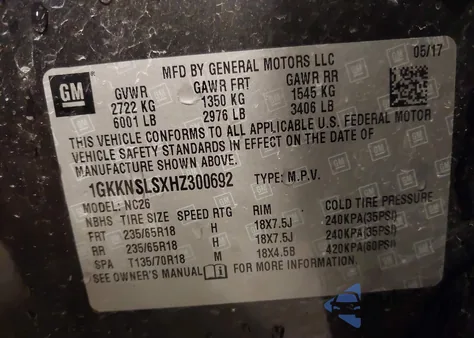 MFD BY GENERAL MOTORS LLC 05/17
GM
GVWR GAWR FRT GAWR RR
2722 KG 1350 KG 1545 KG
6001 LB 2976 LB 3406 LB
THIS VEHICLE CONFORMS TO ALL APPLICABLE U.S. FEDERAL MOTOR
VEHICLE SAFETY STANDARDS IN EFFECT ON THE DATE OF
MANUFACTURE SHOWN ABOVE.
1GKKNSLSXHZ300692 TYPE: M.P.V.
MODEL: NC26
NBHS TIRE SIZE SPEED RTG RIM COLD TIRE PRESSURE
FRT 235/65R18 H 18X7.5J 240KPA(35PSI)
RR 235/65R18 H 18X7.5J 240KPA(35PSI)
SPA T135/70R18 M 18X4.5B 420KPA(60PSI)
SEE OWNER'S MANUAL FOR MORE INFORMATION.